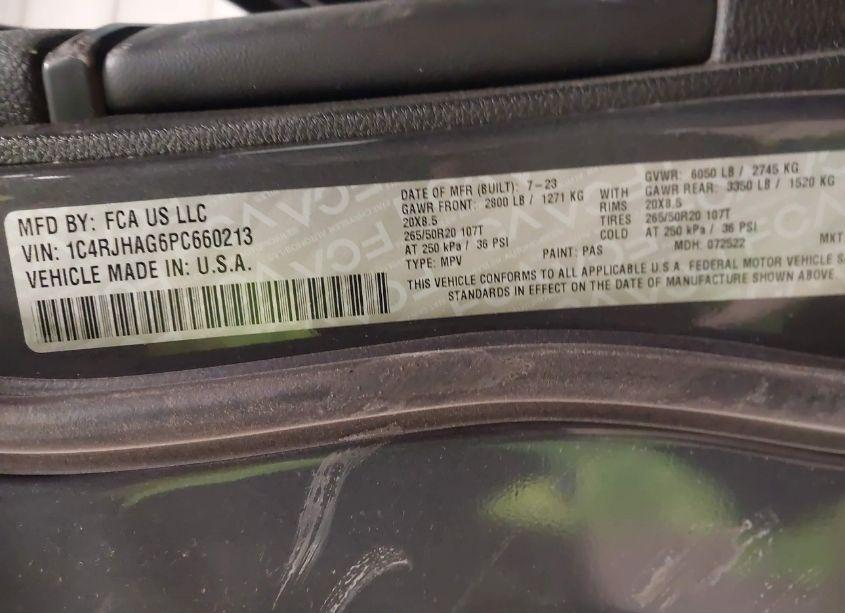 MFD BY: FCA US LLC
VIN: 1C4RJHAG6PC660213
VEHICLE MADE IN: U.S.A.
DATE OF MFR (BUILT): 7-23 GVWR: 6050 LB / 2745 KG
GAWR FRONT: 2800 LB / 1271 KG WITH GAWR REAR: 3350 LB / 1520 KG
20X8.5 RIMS 20X8.5
265/50R20 107T TIRES 265/50R20 107T
AT 250 kPa / 36 PSI COLD AT 250 kPa / 36 PSI
TYPE: MPV PAINT: PAS MDH: 072522 MKT
THIS VEHICLE CONFORMS TO ALL APPLICABLE U.S.A. FEDERAL MOTOR VEHICLE
STANDARDS IN EFFECT ON THE DATE OF MANUFACTURE SHOWN ABOVE.